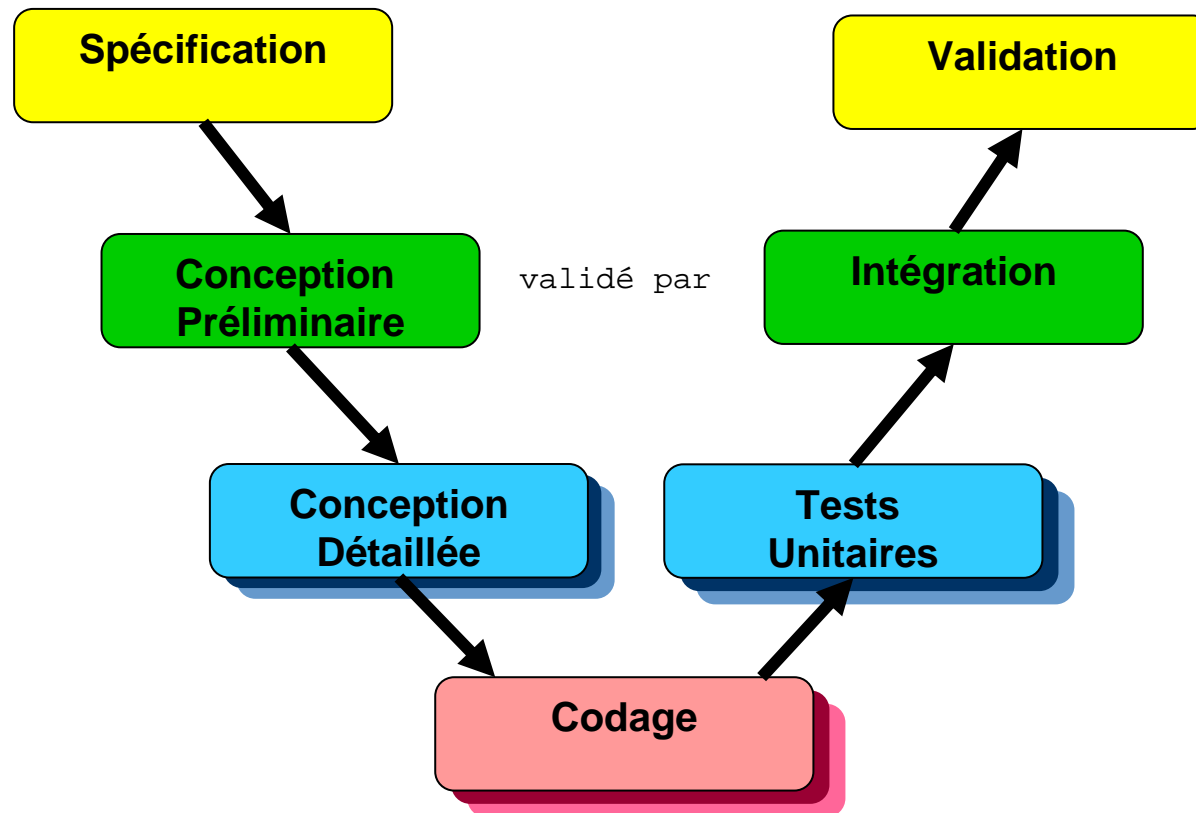 Spécification
Validation
Conception
Préliminaire
validé par
Intégration
Conception
Détaillée
Tests
Unitaires
Codage